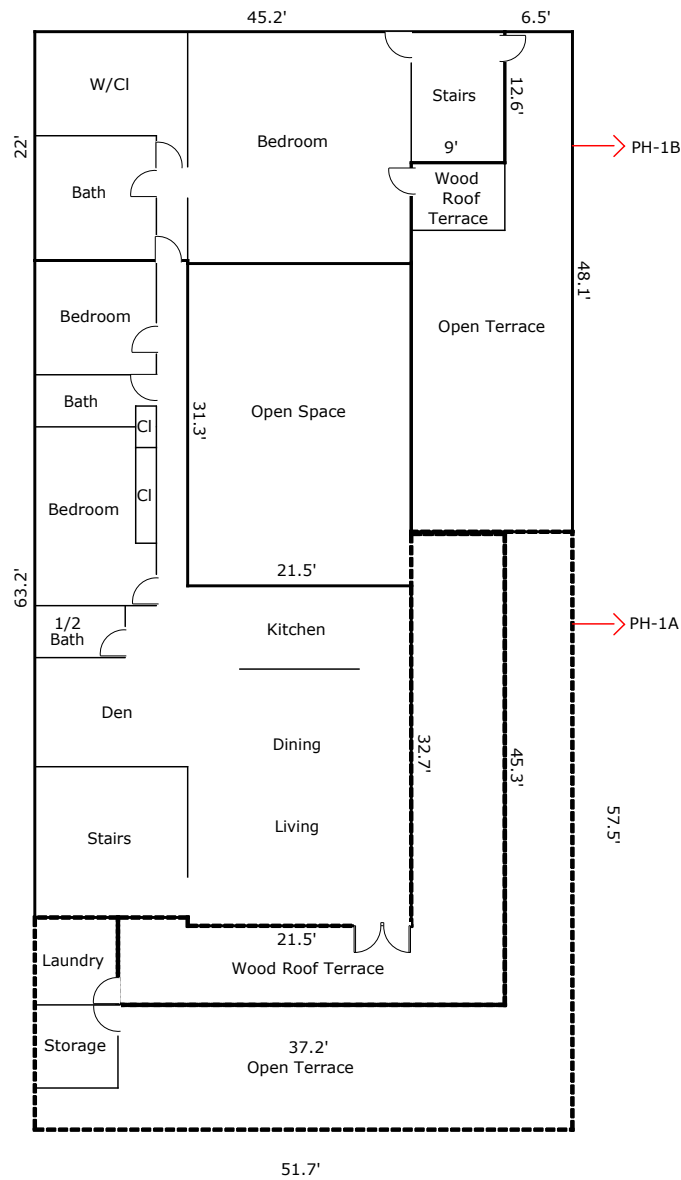 45.2'
6.5'
W/Cl
Stairs
12.6'
Bedroom
22'
9'
PH-1B
Bath
Wood
Roof
Terrace
48.1'
Bedroom
Open Terrace
Bath
31.3'
Open Space
Cl
Cl
Bedroom
21.5'
63.2'
1/2
Bath
Kitchen
PH-1A
Den
Dining
32.7'
45.3'
Living
57.5'
Stairs
21.5'
Laundry
Wood Roof Terrace
Storage
37.2'
Open Terrace
51.7'